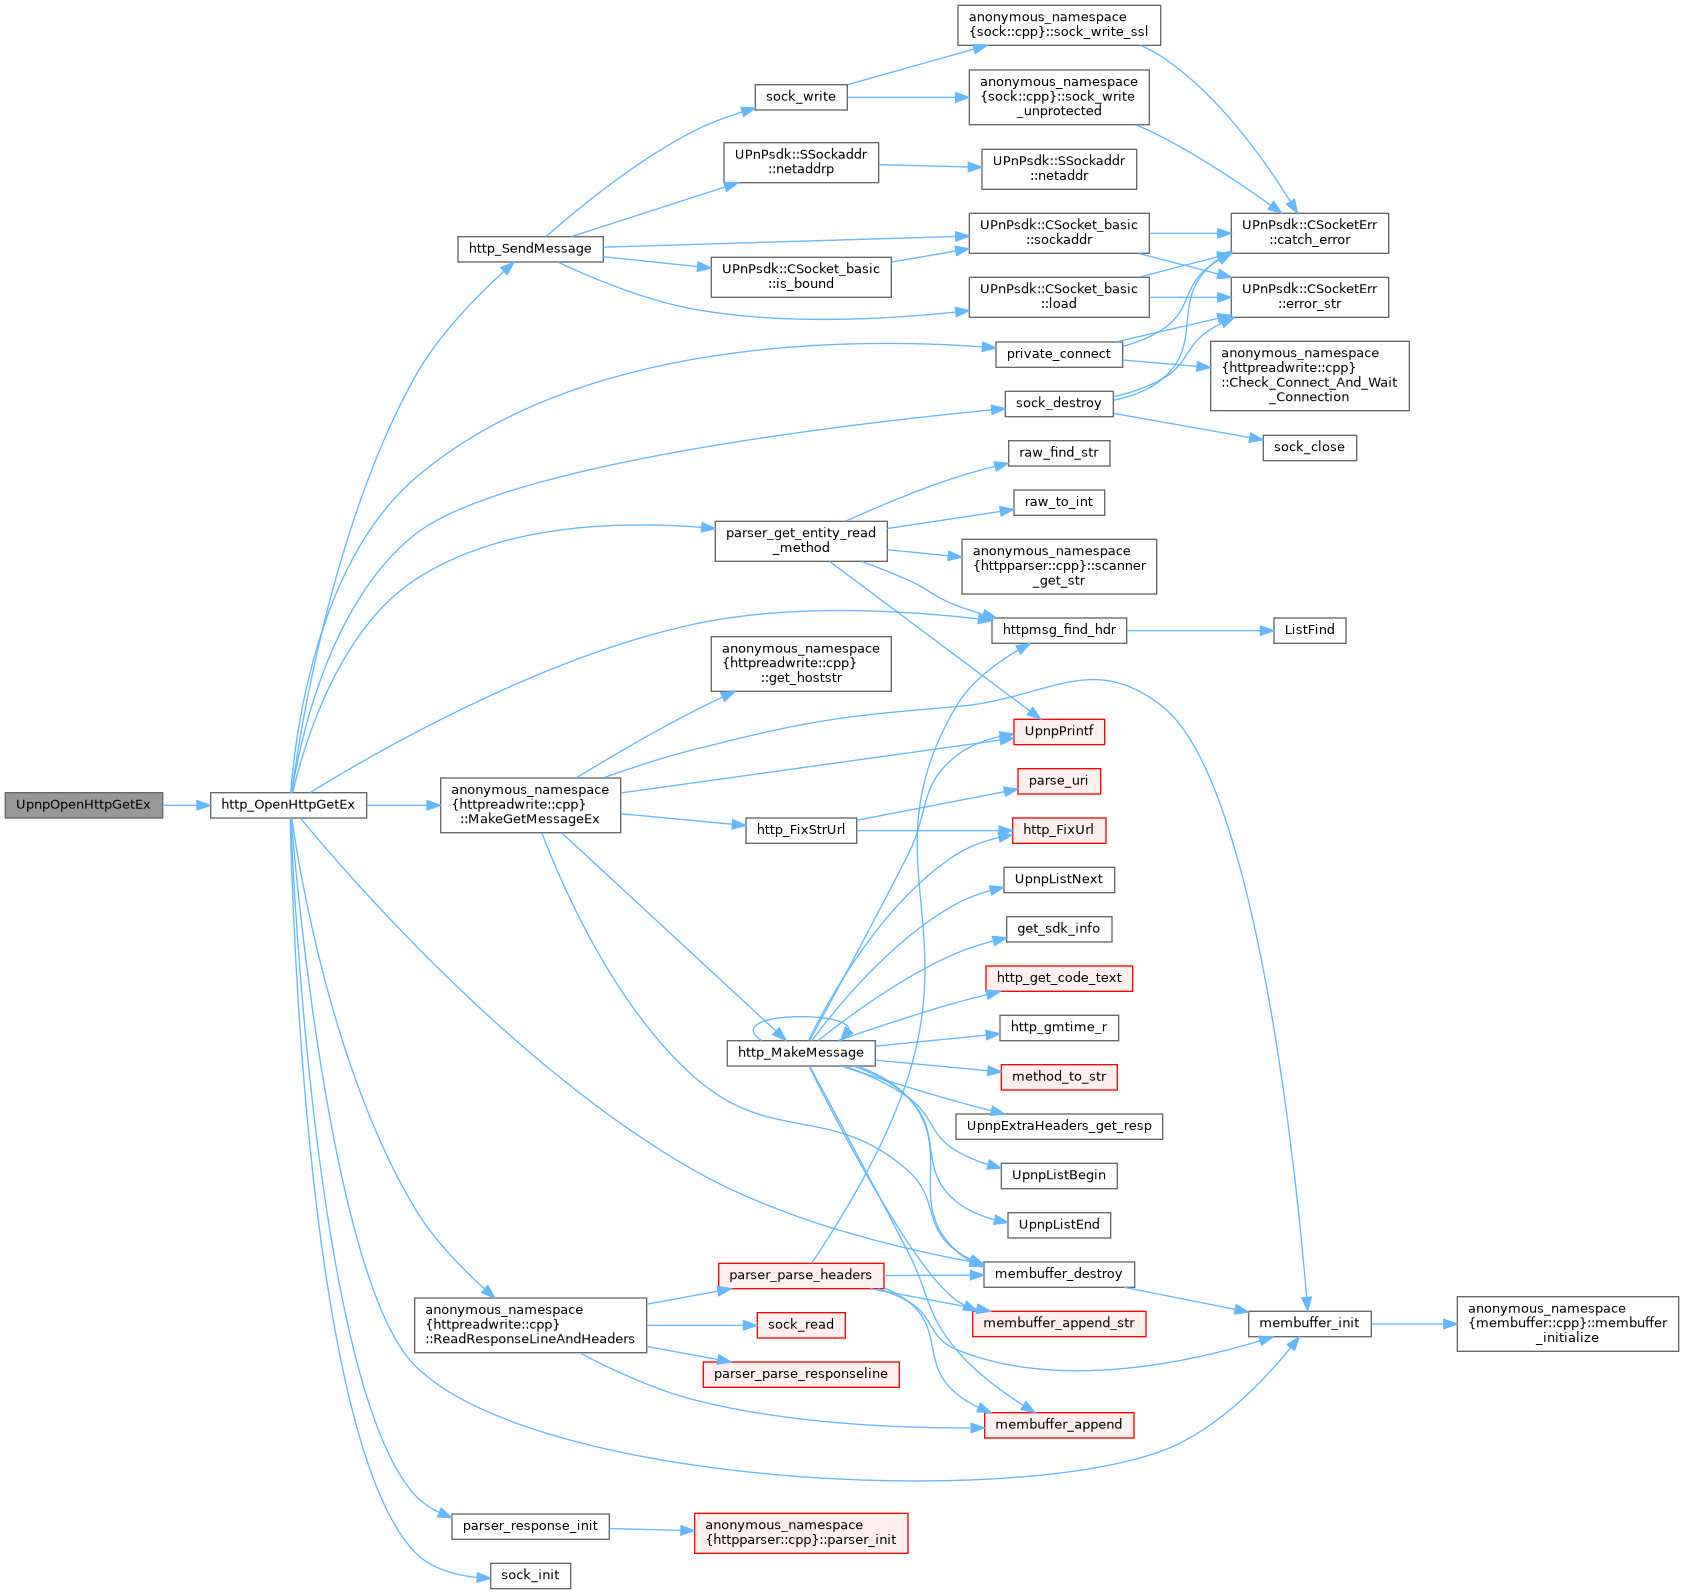 anonymous_namespace
{sock::cpp}::sock_write_ssl
sock_write
anonymous_namespace
{sock::cpp}::sock_write
_unprotected
UPnPsdk::SSockaddr
::netaddrp
UPnPsdk::SSockaddr
::netaddr
http_SendMessage
UPnPsdk::CSocket_basic
::sockaddr
UPnPsdk::CSocketErr
::catch_error
UPnPsdk::CSocket_basic
::is_bound
UPnPsdk::CSocket_basic
::load
UPnPsdk::CSocketErr
::error_str
private_connect
anonymous_namespace
{httpreadwrite::cpp}
::Check_Connect_And_Wait
_Connection
sock_destroy
sock_close
raw_find_str
raw_to_int
parser_get_entity_read
_method
anonymous_namespace
{httpparser::cpp}::scanner
_get_str
httpmsg_find_hdr
ListFind
anonymous_namespace
{httpreadwrite::cpp}
::get_hoststr
UpnpPrintf
parse_uri
UpnpOpenHttpGetEx
http_OpenHttpGetEx
anonymous_namespace
{httpreadwrite::cpp}
::MakeGetMessageEx
http_FixStrUrl
http_FixUrl
UpnpListNext
get_sdk_info
http_get_code_text
http_gmtime_r
http_MakeMessage
method_to_str
UpnpExtraHeaders_get_resp
UpnpListBegin
UpnpListEnd
parser_parse_headers
membuffer_destroy
anonymous_namespace
{httpreadwrite::cpp}
::ReadResponseLineAndHeaders
sock_read
membuffer_append_str
membuffer_init
anonymous_namespace
{membuffer::cpp}::membuffer
_initialize
parser_parse_responseline
membuffer_append
parser_response_init
anonymous_namespace
{httpparser::cpp}::parser_init
sock_init